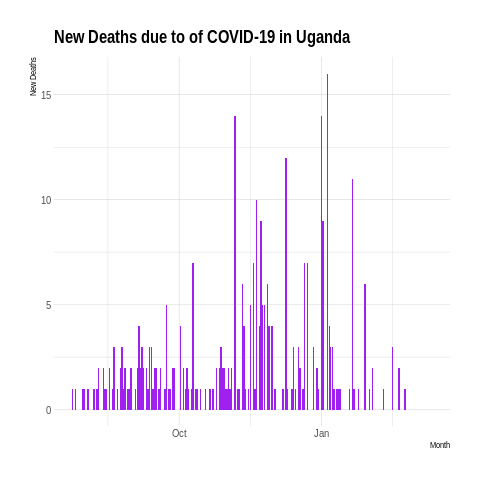 New Deaths due to of COVID-19 in Uganda
New Deaths
15
10
5
0
Oct
Jan
Month